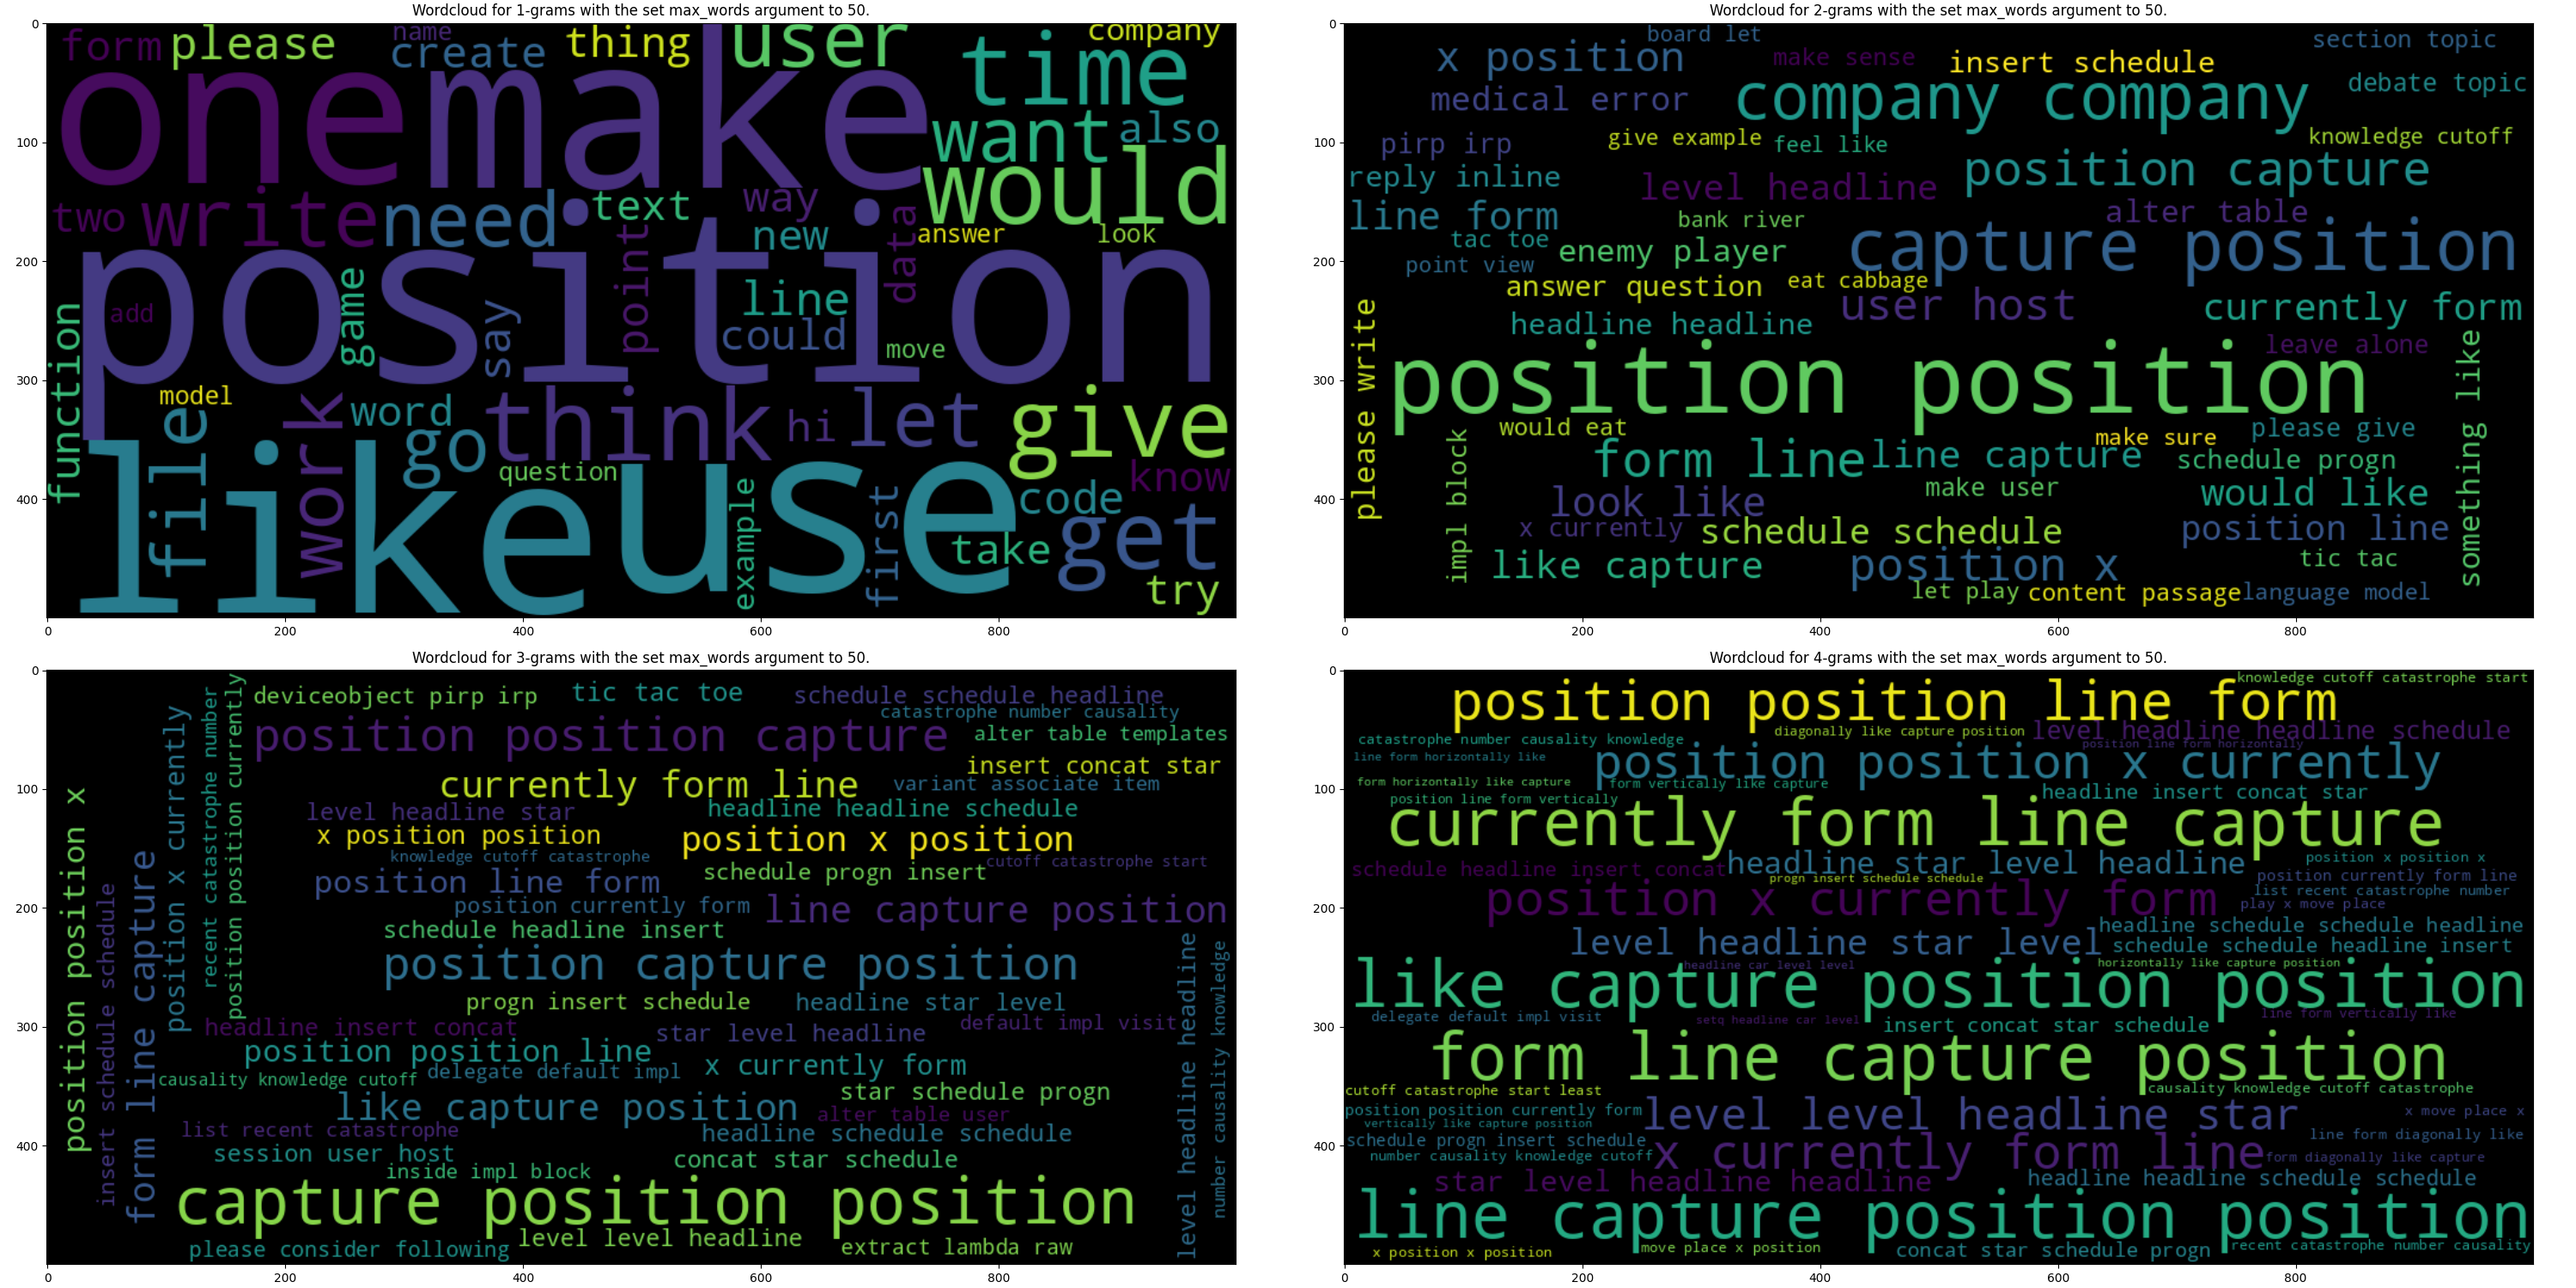 Wordcloud for 1-grams with the set max_words argument to 50.
0
100
200
300
400
0
200
400
600
800
form
please
name
create
thing
user
company
time
one
make
want
also
would
two
write
need
text
way
new
data
answer
look
position
point
add
game
say
line
could
move
function
model
file
work
word
go
think
hi
let
give
question
know
like
use
example
first
code
take
get
try
Wordcloud for 2-grams with the set max_words argument to 50.
0
100
200
300
400
0
200
400
600
800
board let
section topic
x position
make sense
insert schedule
debate topic
medical error
company company
pirp irp
give example
feel like
knowledge cutoff
reply inline
level headline
position capture
line form
bank river
alter table
tac toe
enemy player
capture position
point view
answer question
eat cabbage
user host
currently form
headline headline
please write
leave alone
position position
something like
would eat
make sure
please give
impl block
form line
line capture
schedule progn
look like
make user
would like
x currently
schedule schedule
position line
like capture
position x
tic tac
let play
content passage
language model
Wordcloud for 3-grams with the set max_words argument to 50.
0
100
200
300
400
0
200
400
600
800
deviceobject pirp irp
tic tac toe
schedule schedule headline
catastrophe number causality
position position capture
alter table templates
insert concat star
currently form line
variant associate item
level headline star
headline headline schedule
x position position
position x position
knowledge cutoff catastrophe
cutoff catastrophe start
schedule progn insert
position line form
position currently form
line capture position
schedule headline insert
position capture position
progn insert schedule
headline star level
headline insert concat
star level headline
default impl visit
position position line
x currently form
causality knowledge cutoff
delegate default impl
star schedule progn
like capture position
alter table user
list recent catastrophe
headline schedule schedule
session user host
inside impl block
concat star schedule
capture position position
please consider following
level level headline
extract lambda raw
position position x
insert schedule schedule
form line capture
position x currently
recent catastrophe number
position position currently
level headline headline
number causality knowledge
Wordcloud for 4-grams with the set max_words argument to 50.
0
100
200
300
400
0
200
400
600
800
knowledge cutoff catastrophe start
position position line form
diagonally like capture position
level headline headline schedule
catastrophe number causality knowledge
position line form horizontally
line form horizontally like
position position x currently
form horizontally like capture
form vertically like capture
headline insert concat star
position line form vertically
currently form line capture
schedule headline insert concat
headline star level headline
position x position x
progn insert schedule schedule
position currently form line
position x currently form
list recent catastrophe number
play x move place
headline schedule schedule headline
level headline star level
schedule schedule headline insert
headline car level level
horizontally like capture position
like capture position position
delegate default impl visit
setq headline car level
insert concat star schedule
line form vertically like
form line capture position
cutoff catastrophe start least
causality knowledge cutoff catastrophe
position position currently form
level level headline star
x move place x
vertically like capture position
schedule progn insert schedule
line form diagonally like
number causality knowledge cutoff
x currently form line
form diagonally like capture
star level headline headline
headline headline schedule schedule
line capture position position
x position x position
move place x position
concat star schedule progn
recent catastrophe number causality